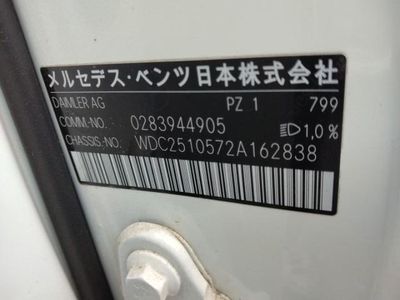 メルセデス・ベンツ日本株式会社
DAIMLER AG PZ 1 799
COMM.-NO. 0283944905 1,0%
CHASSIS.-NO. WDC2510572A162838